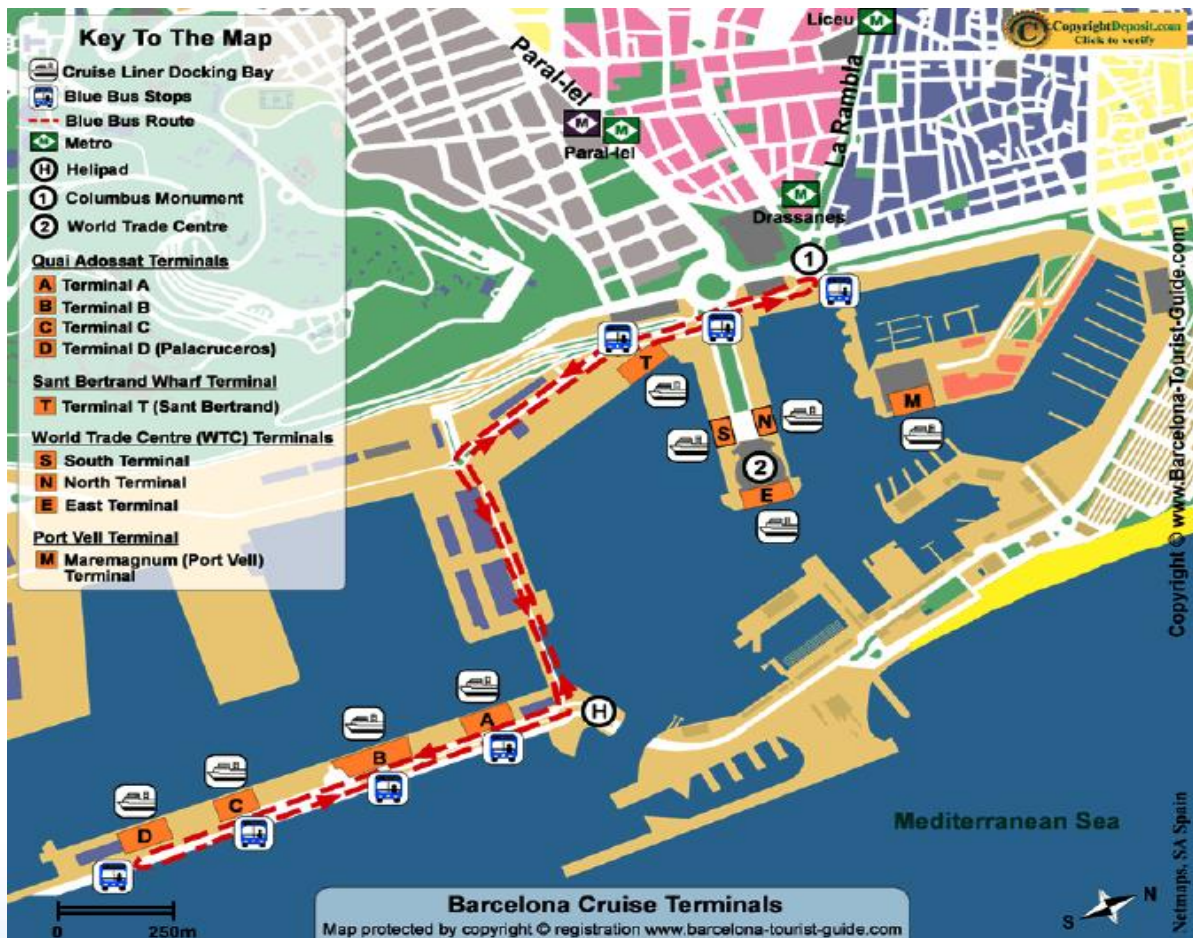 Key To The Map
Cruise Liner Docking Bay
Blue Bus Stops
Blue Bus Route
M
Metro
H
Helipad
1
Columbus Monument
2
World Trade Centre
Quai Adossat Terminals
A Terminal A
B Terminal B
C Terminal C
D Terminal D (Palacruceros)
Sant Bertrand Wharf Terminal
T Terminal T (Sant Bertrand)
World Trade Centre (WTC) Terminals
S South Terminal
N North Terminal
E East Terminal
Port Vell Terminal
M Maremagnum (Port Vell)
Terminal
Liceu
M
C CopyrightDeposit.com
Click to verify
Paral-lel
M M
Paral-lel
La Rambla
M
Drassanes
1
T
S
N
2
E
M
H
A
B
C
D
Copyright © www.Barcelona-Tourist-Guide.com
Netmaps, SA Spain
Mediterranean Sea
S N
0 250m
Barcelona Cruise Terminals
Map protected by copyright © registration www.barcelona-tourist-guide.com